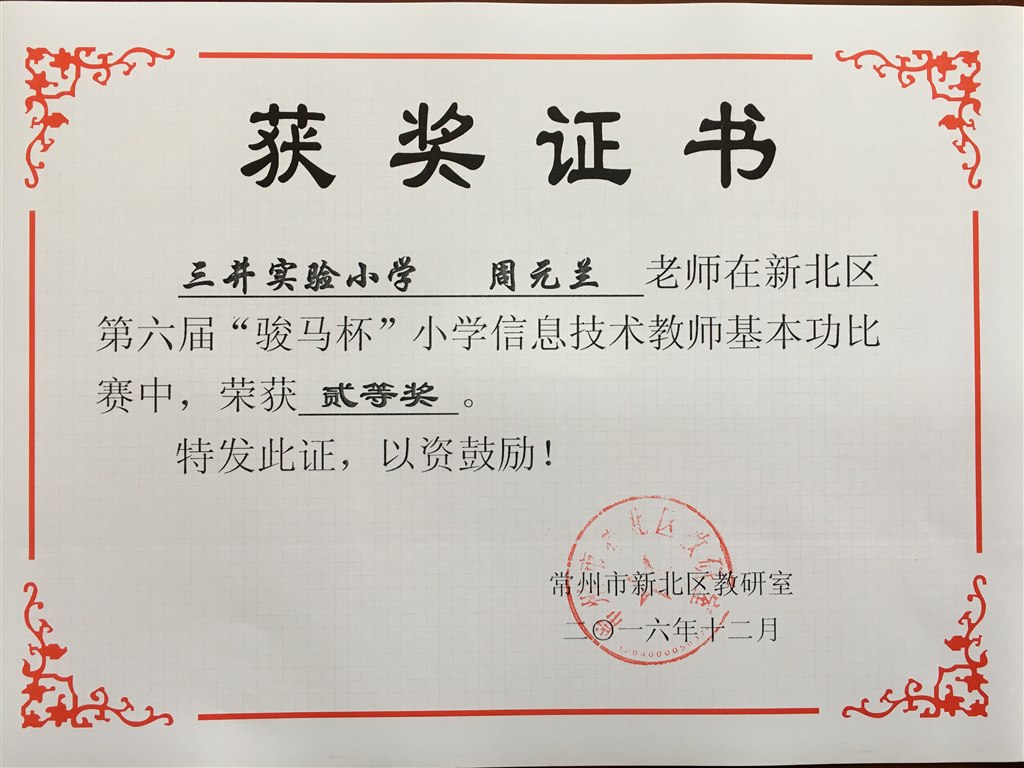 获奖证书
三井实验小学 周元兰 老师在新北区
第六届“骏马杯”小学信息技术教师基本功比
赛中，荣获 贰等奖 。
特发此证，以资鼓励！
常州市新北区教研室
二〇一六年十二月